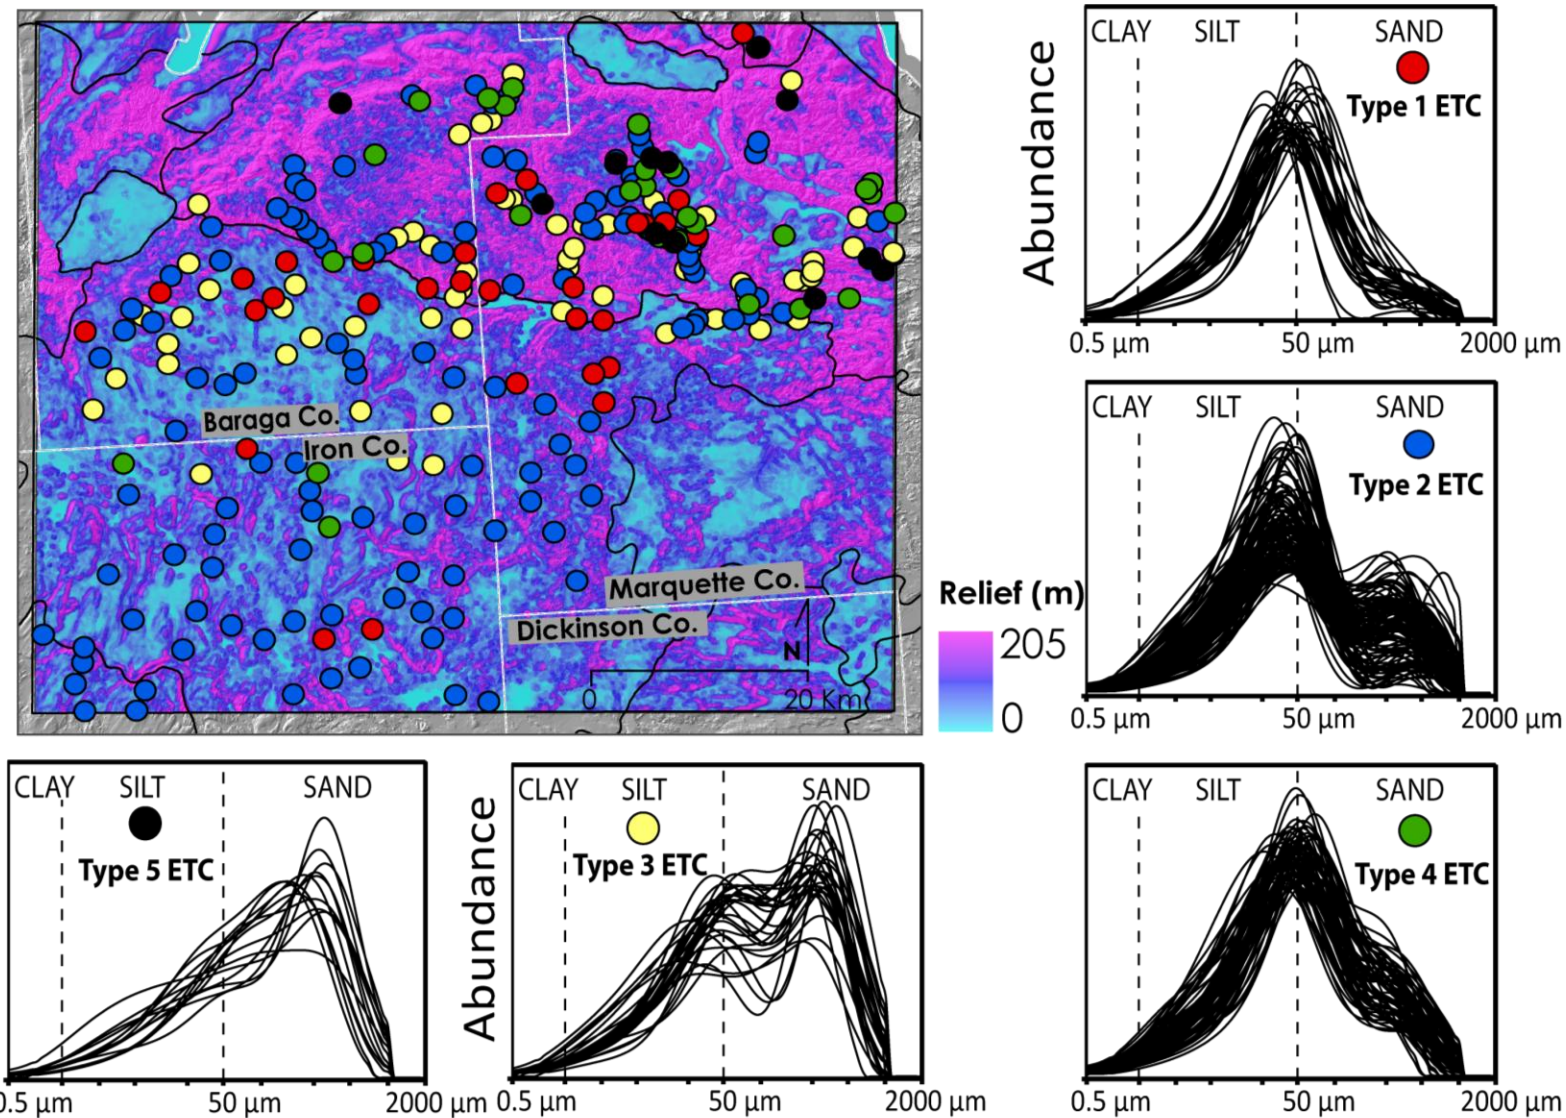 Baraga Co.
Iron Co.
Marquette Co.
Dickinson Co.
N
0
20 Km
Relief (m)
205
0
CLAY SILT SAND
Type 1 ETC
Abundance
0.5 µm 50 µm 2000 µm
CLAY SILT SAND
Type 2 ETC
0.5 µm 50 µm 2000 µm
CLAY SILT SAND
Type 5 ETC
0.5 µm 50 µm 2000 µm
CLAY SILT SAND
Type 3 ETC
Abundance
0.5 µm 50 µm 2000 µm
CLAY SILT SAND
Type 4 ETC
0.5 µm 50 µm 2000 µm